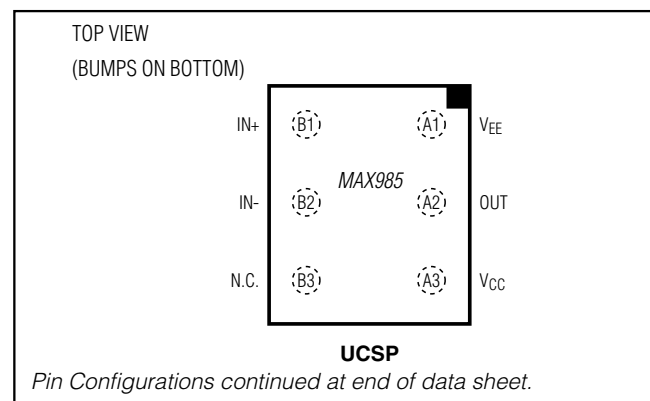 TOP VIEW
(BUMPS ON BOTTOM)
IN+ B1 A1 VEE
MAX985
IN- B2 A2 OUT
N.C. B3 A3 VCC
UCSP
Pin Configurations continued at end of data sheet.